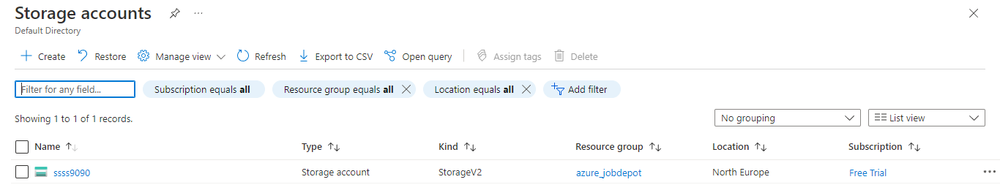 Storage accounts
Default Directory
Create Restore Manage view Refresh Export to CSV Open query Assign tags Delete
Filter for any field... Subscription equals all Resource group equals all Location equals all Add filter
Showing 1 to 1 of 1 records. No grouping List view
Name Type Kind Resource group Location Subscription
ssss9090 Storage account StorageV2 azure_jobdepot North Europe Free Trial